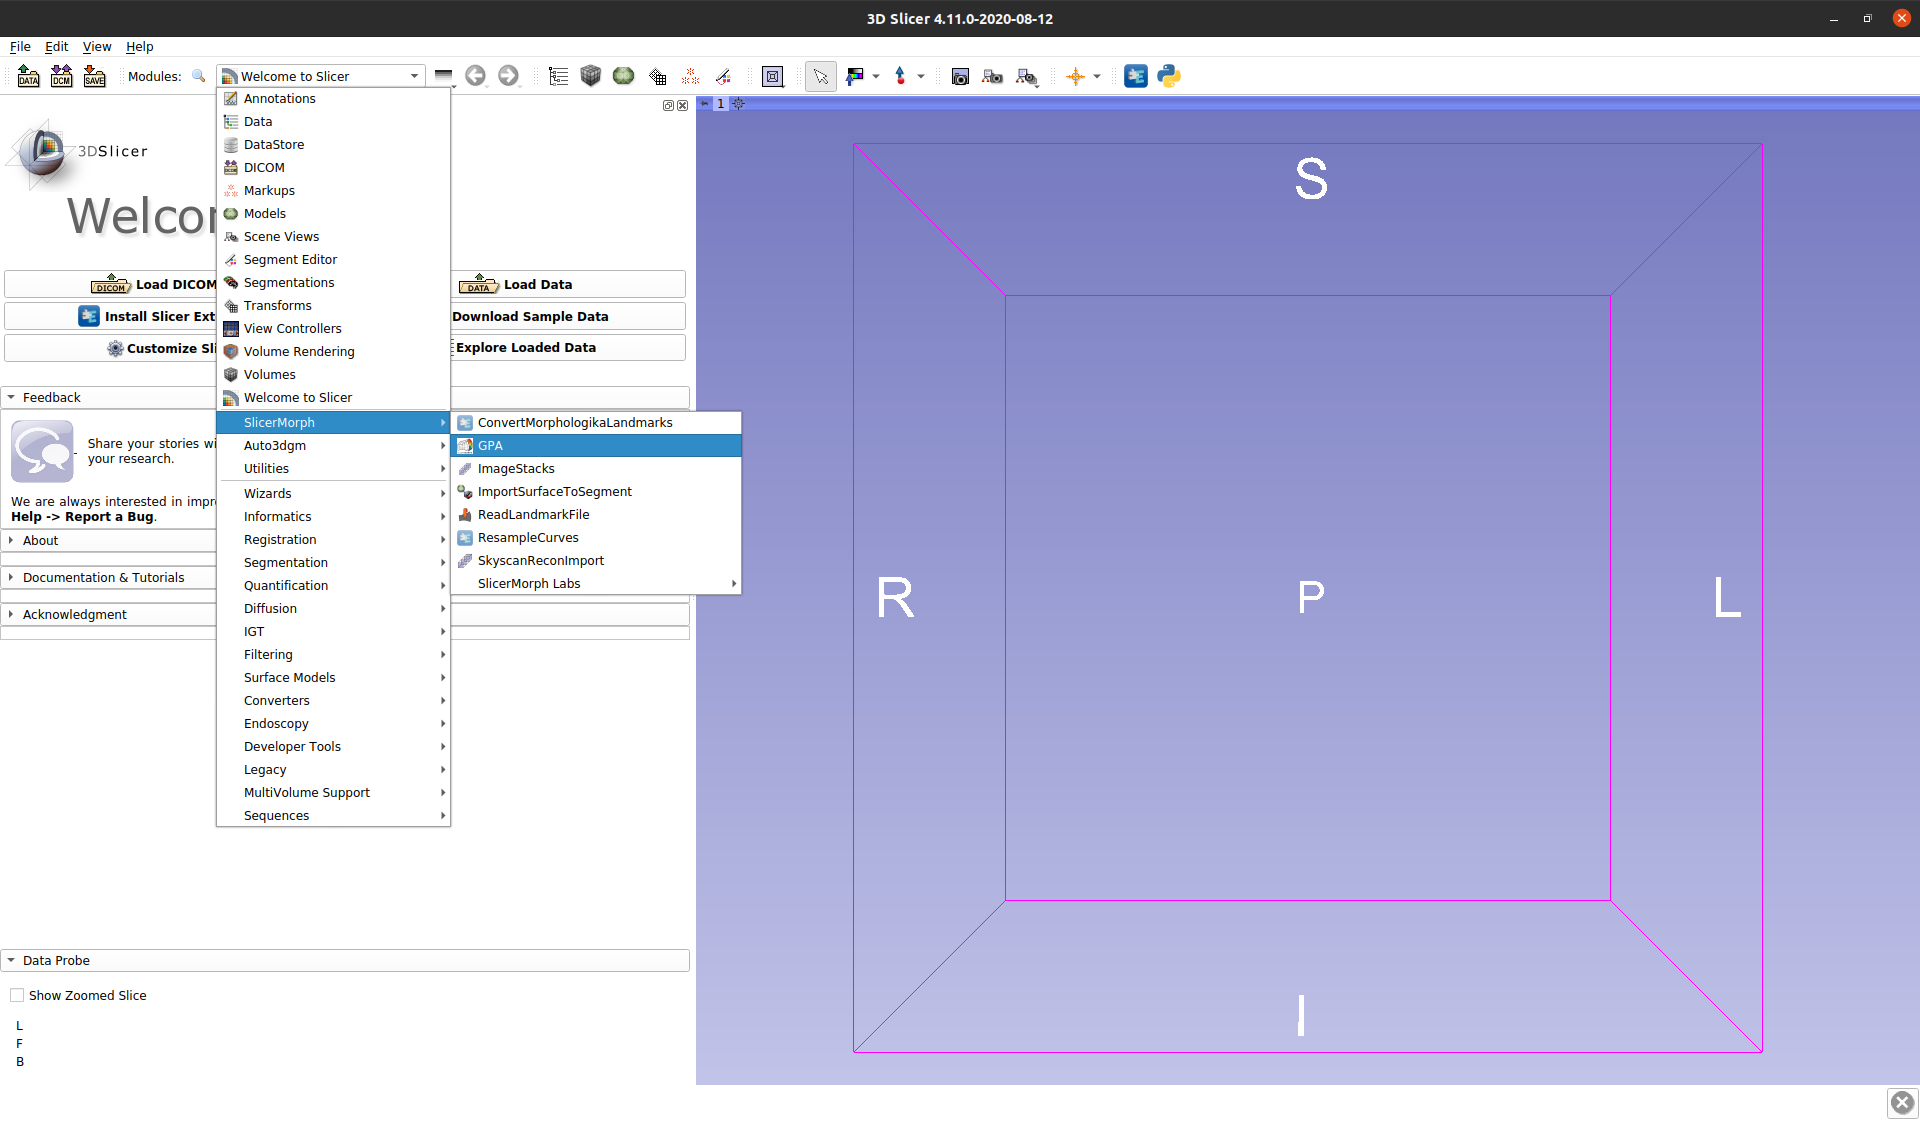 3D Slicer 4.11.0-2020-08-12
File Edit View Help
DATA DCM SAVE Modules: Welcome to Slicer
1
3DSlicer
Welco
DICOM Load DICOM
DATA Load Data
Install Slicer Ext
Download Sample Data
Customize Sli
Explore Loaded Data
Feedback
Share your stories wi
your research.
We are always interested in impr
Help -> Report a Bug.
About
Documentation & Tutorials
Acknowledgment
Annotations
Data
DataStore
DICOM
Markups
Models
Scene Views
Segment Editor
Segmentations
Transforms
View Controllers
Volume Rendering
Volumes
Welcome to Slicer
SlicerMorph
Auto3dgm
Utilities
Wizards
Informatics
Registration
Segmentation
Quantification
Diffusion
IGT
Filtering
Surface Models
Converters
Endoscopy
Developer Tools
Legacy
MultiVolume Support
Sequences
ConvertMorphologikaLandmarks
GPA
ImageStacks
ImportSurfaceToSegment
ReadLandmarkFile
ResampleCurves
SkyscanReconImport
SlicerMorph Labs
S
R
P
L
I
Data Probe
Show Zoomed Slice
L
F
B